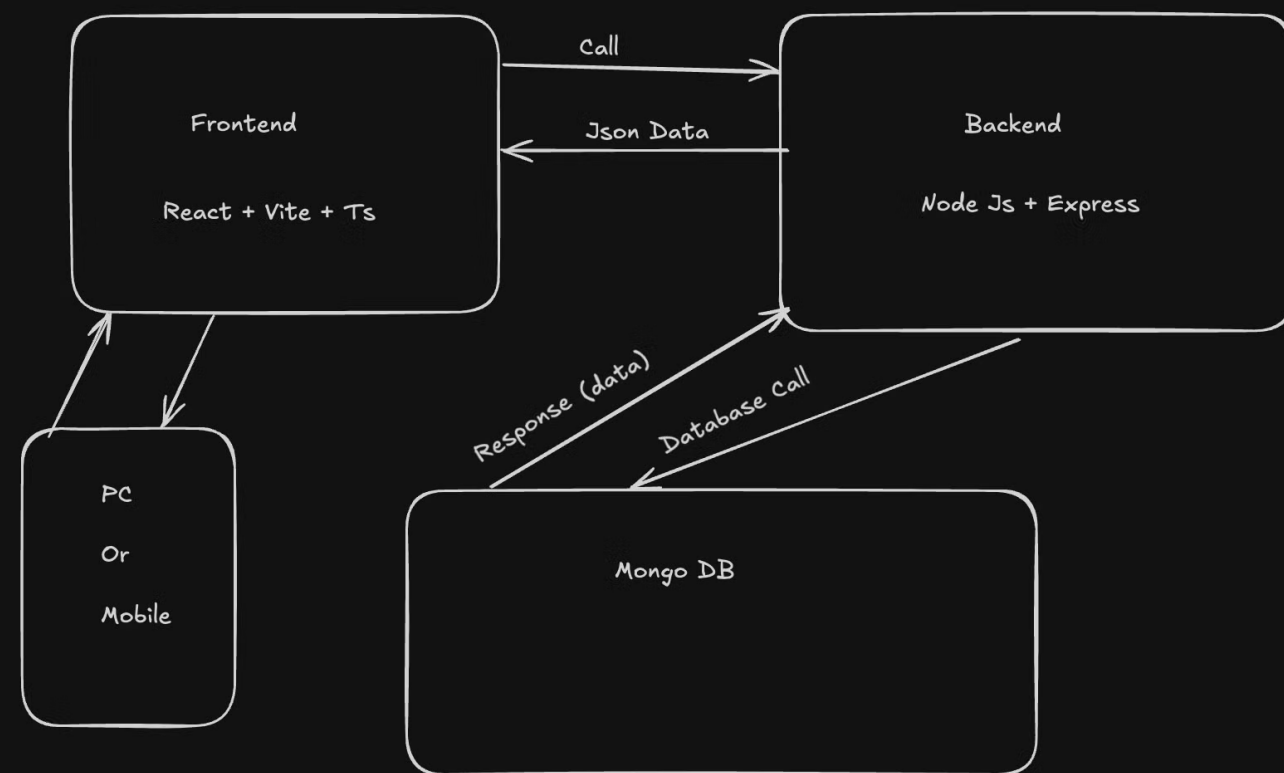 Call
Frontend
Json Data
Backend
React + Vite + Ts
Node Js + Express
Response (data)
Database Call
PC
Or
Mobile
Mongo DB